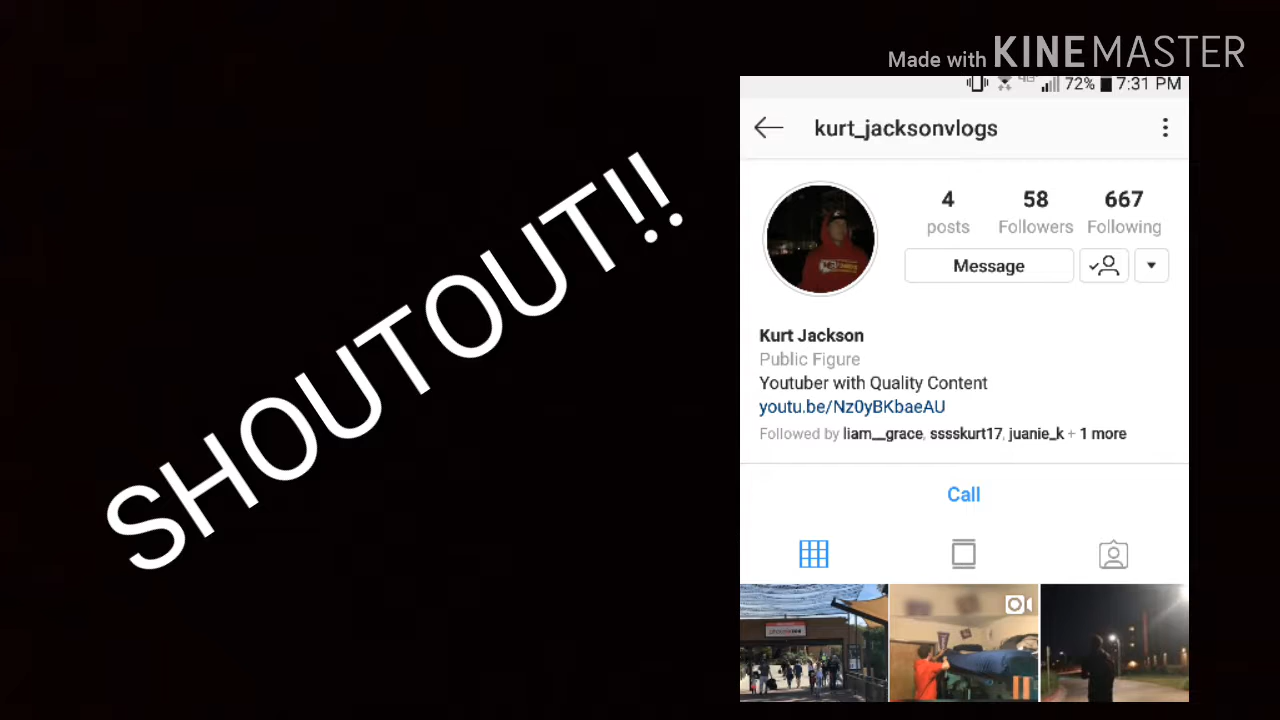 Made with KINEMASTER
72% 7:31 PM
kurt_jacksonvlogs
SHOUTOUT!!
4 58 667
posts Followers Following
Message
Kurt Jackson
Public Figure
Youtuber with Quality Content
youtu.be/Nz0yBKbaeAU
Followed by liam__grace, sssskurt17, juanie_k + 1 more
Call